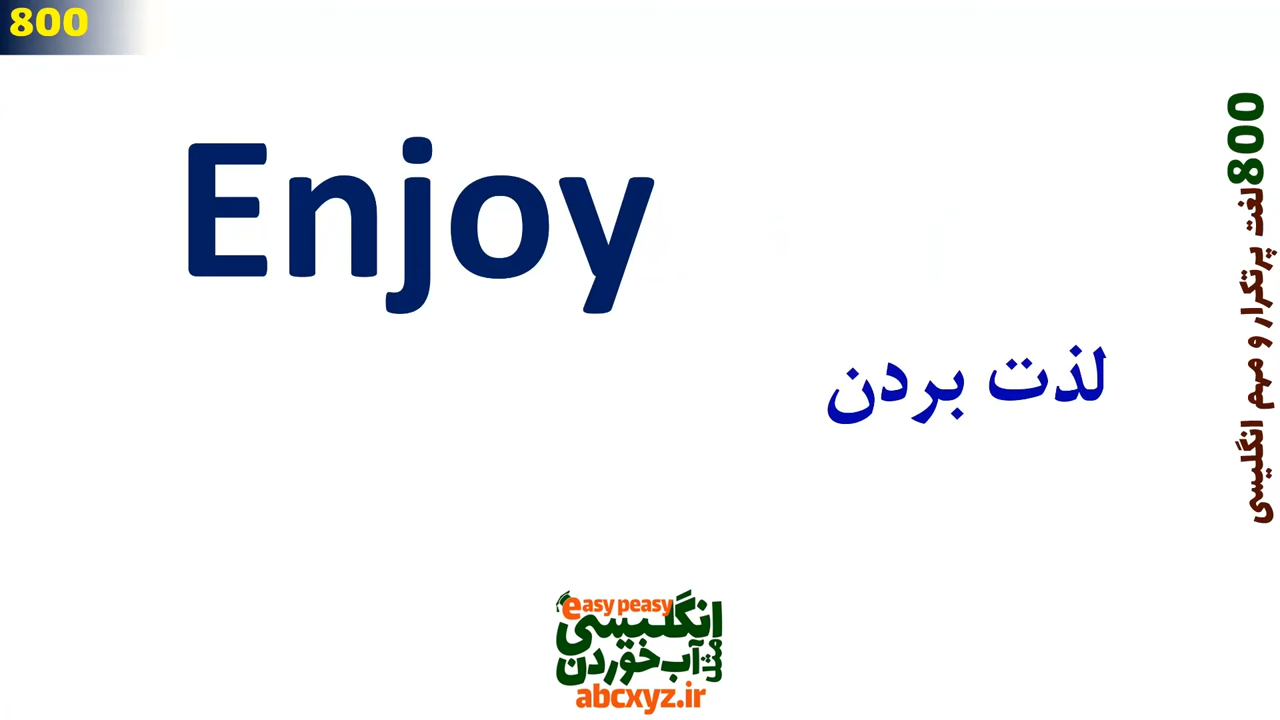 800
Enjoy
لذت بردن
800 لغت پرتکرار و مهم انگلیسی
easy peasy
انگلیسی
مثل
آب خوردن
abcxyz.ir